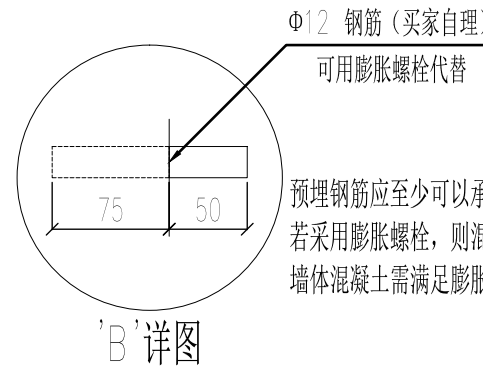 Φ12 钢筋（买家自理）
可用膨胀螺栓代替
75 50
预埋钢筋应至少可以承
若采用膨胀螺栓，则混
墙体混凝土需满足膨胀
'B'详图